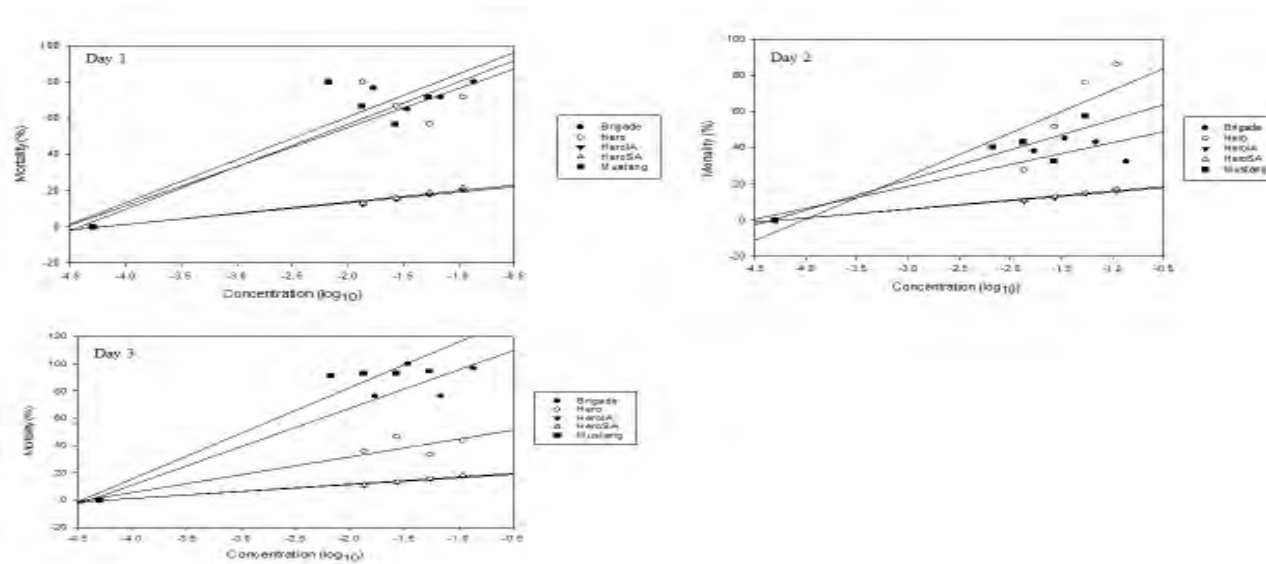 Day 1
100
80
60
40
20
0
-20
Mortality (%)
-4.5 -4.0 -3.5 -3.0 -2.5 -2.0 -1.5 -1.0 -0.5
Concentration (log10)
Brigade
Hero
HeroIA
HeroSA
Mustang
Day 2
100
80
60
40
20
0
-20
Mortality (%)
-4.5 -4.0 -3.5 -3.0 -2.5 -2.0 -1.5 -1.0 -0.5
Concentration (log10)
Brigade
Hero
HeroIA
HeroSA
Mustang
Day 3
120
100
80
60
40
20
0
-20
Mortality (%)
-4.5 -4.0 -3.5 -3.0 -2.5 -2.0 -1.5 -1.0 -0.5
Concentration (log10)
Brigade
Hero
HeroIA
HeroSA
Mustang